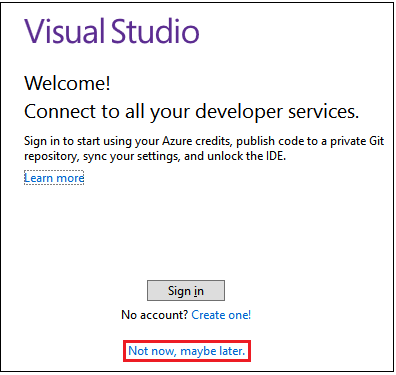 Visual Studio
Welcome!
Connect to all your developer services.
Sign in to start using your Azure credits, publish code to a private Git
repository, sync your settings, and unlock the IDE.
Learn more
Sign in
No account? Create one!
Not now, maybe later.